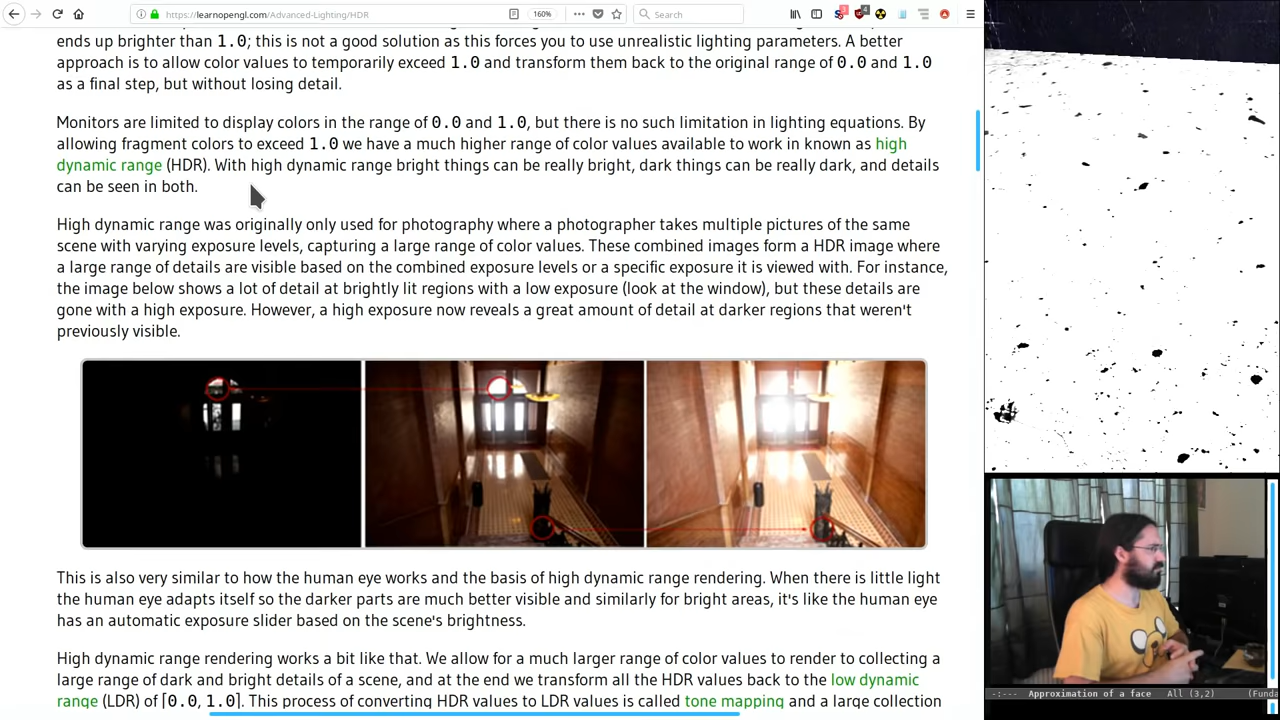 https://learnopengl.com/Advanced-Lighting/HDR
160%
Search
ends up brighter than 1.0; this is not a good solution as this forces you to use unrealistic lighting parameters. A better
approach is to allow color values to temporarily exceed 1.0 and transform them back to the original range of 0.0 and 1.0
as a final step, but without losing detail.
Monitors are limited to display colors in the range of 0.0 and 1.0, but there is no such limitation in lighting equations. By
allowing fragment colors to exceed 1.0 we have a much higher range of color values available to work in known as high
dynamic range (HDR). With high dynamic range bright things can be really bright, dark things can be really dark, and details
can be seen in both.
High dynamic range was originally only used for photography where a photographer takes multiple pictures of the same
scene with varying exposure levels, capturing a large range of color values. These combined images form a HDR image where
a large range of details are visible based on the combined exposure levels or a specific exposure it is viewed with. For instance,
the image below shows a lot of detail at brightly lit regions with a low exposure (look at the window), but these details are
gone with a high exposure. However, a high exposure now reveals a great amount of detail at darker regions that weren't
previously visible.
This is also very similar to how the human eye works and the basis of high dynamic range rendering. When there is little light
the human eye adapts itself so the darker parts are much better visible and similarly for bright areas, it's like the human eye
has an automatic exposure slider based on the scene's brightness.
High dynamic range rendering works a bit like that. We allow for a much larger range of color values to render to collecting a
large range of dark and bright details of a scene, and at the end we transform all the HDR values back to the low dynamic
range (LDR) of [0.0, 1.0]. This process of converting HDR values to LDR values is called tone mapping and a large collection
-:--- Approximation of a face All (3,2) (Funda